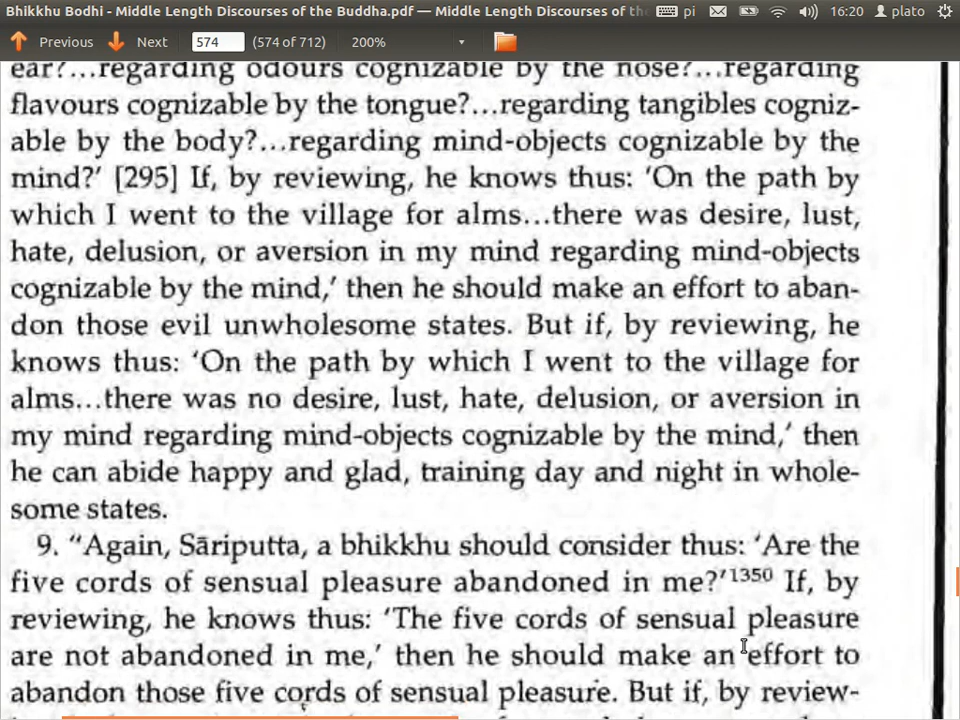 Bhikkhu Bodhi - Middle Length Discourses of the Buddha.pdf — Middle Length Discourses of the pi 16:20 plato
Previous Next 574 (574 of 712) 200%
ear?...regarding odours cognizable by the nose?...regarding
flavours cognizable by the tongue?...regarding tangibles cogniz-
able by the body?...regarding mind-objects cognizable by the
mind?’ [295] If, by reviewing, he knows thus: ‘On the path by
which I went to the village for alms...there was desire, lust,
hate, delusion, or aversion in my mind regarding mind-objects
cognizable by the mind,’ then he should make an effort to aban-
don those evil unwholesome states. But if, by reviewing, he
knows thus: ‘On the path by which I went to the village for
alms...there was no desire, lust, hate, delusion, or aversion in
my mind regarding mind-objects cognizable by the mind,’ then
he can abide happy and glad, training day and night in whole-
some states.
9. “Again, Sāriputta, a bhikkhu should consider thus: ‘Are the
five cords of sensual pleasure abandoned in me?’1350 If, by
reviewing, he knows thus: ‘The five cords of sensual pleasure
are not abandoned in me,’ then he should make an effort to
abandon those five cords of sensual pleasure. But if, by review-